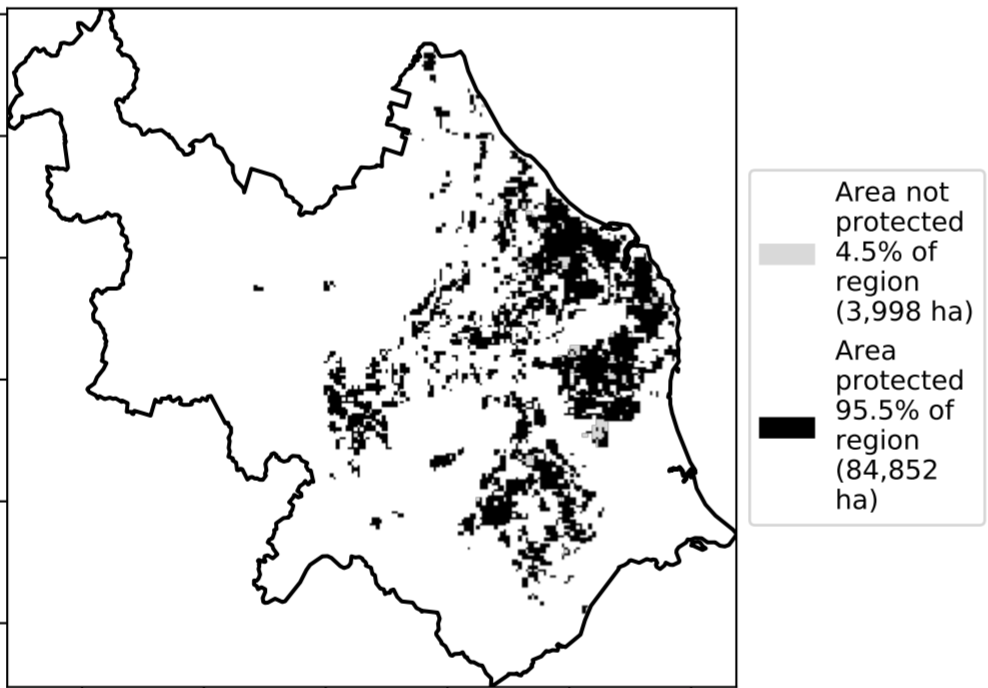 Area not
protected
4.5% of
region
(3,998 ha)
Area
protected
95.5% of
region
(84,852
ha)